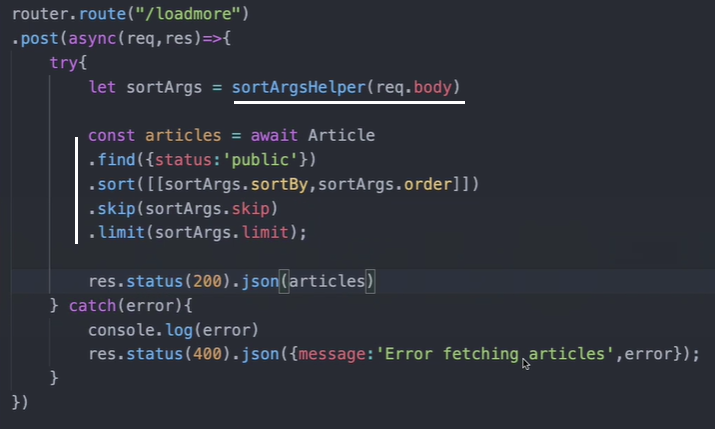 router.route("/loadmore")
.post(async(req,res)=>{
    try{
        let sortArgs = sortArgsHelper(req.body)
        const articles = await Article
        .find({status:'public'})
        .sort([[sortArgs.sortBy,sortArgs.order]])
        .skip(sortArgs.skip)
        .limit(sortArgs.limit);
        res.status(200).json(articles)
    } catch(error){
        console.log(error)
        res.status(400).json({message:'Error fetching articles',error});
    }
})